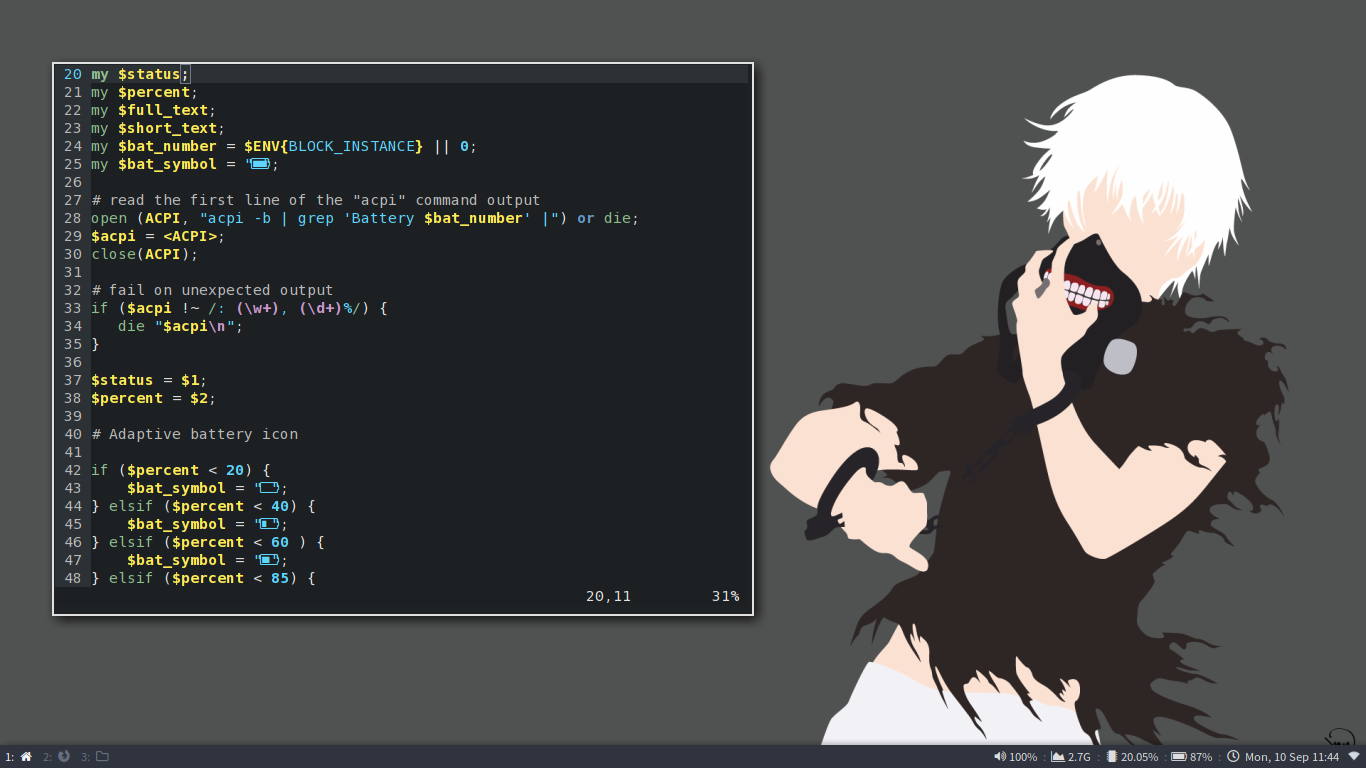 20 my $status;
21 my $percent;
22 my $full_text;
23 my $short_text;
24 my $bat_number = $ENV{BLOCK_INSTANCE} || 0;
25 my $bat_symbol = "";
26
27 # read the first line of the "acpi" command output
28 open (ACPI, "acpi -b | grep 'Battery $bat_number' |") or die;
29 $acpi = <ACPI>;
30 close(ACPI);
31
32 # fail on unexpected output
33 if ($acpi !~ /: (\w+), (\d+)%/) {
34    die "$acpi\n";
35 }
36
37 $status = $1;
38 $percent = $2;
39
40 # Adaptive battery icon
41
42 if ($percent < 20) {
43     $bat_symbol = "";
44 } elsif ($percent < 40) {
45     $bat_symbol = "";
46 } elsif ($percent < 60 ) {
47     $bat_symbol = "";
48 } elsif ($percent < 85) {
20,11 31%
1: 2: 3: 100% : 2.7G : 20.05% : 87% : Mon, 10 Sep 11:44